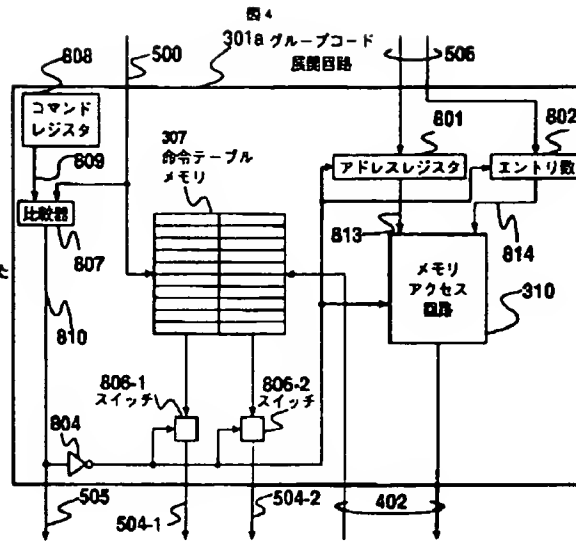 図4
301a グループコード
展開回路
808
500
506
コマンド
レジスタ
809
307
命令テーブル
メモリ
801
802
アドレスレジスタ
エントリ数
比較器
807
813
814
メモリ
アクセス
回路
310
810
806-1
スイッチ
806-2
スイッチ
804
505
504-1
504-2
402